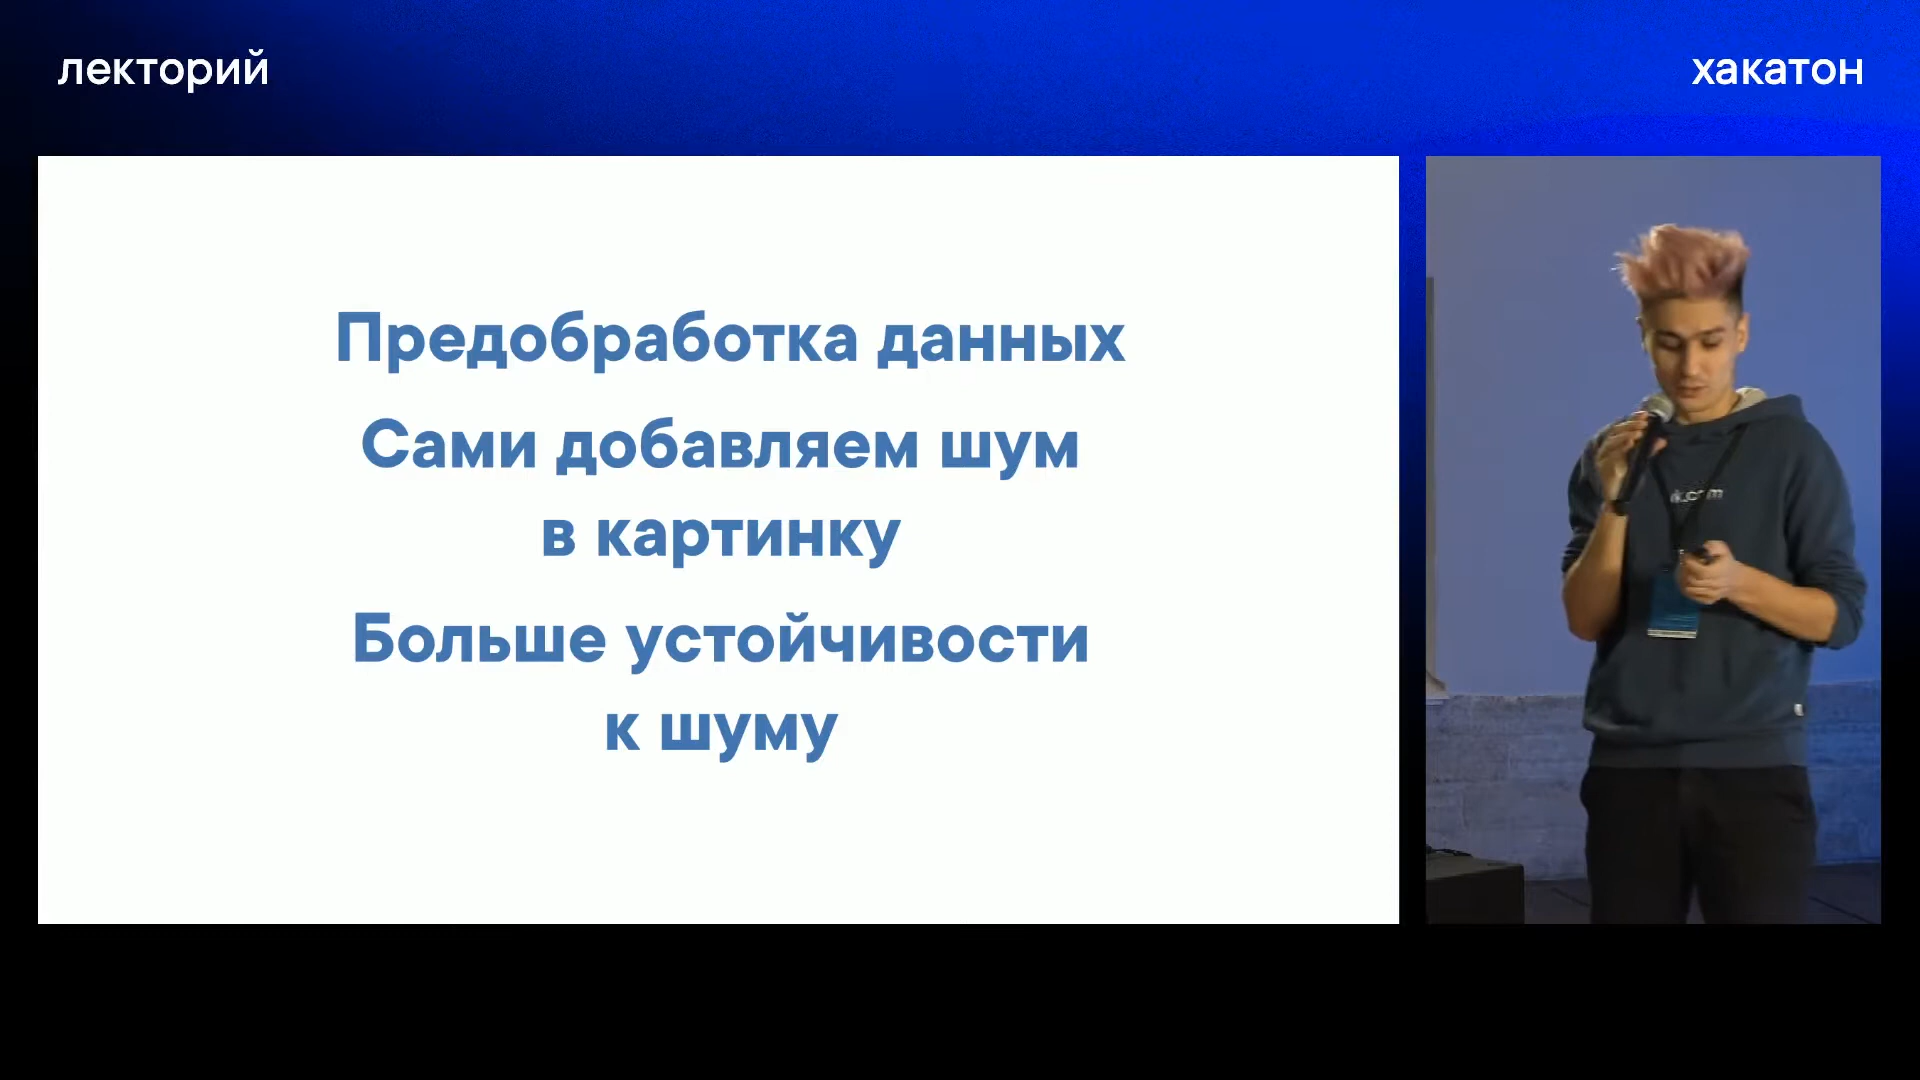 лекторий
хакатон
Предобработка данных
Сами добавляем шум
в картинку
Больше устойчивости
к шуму